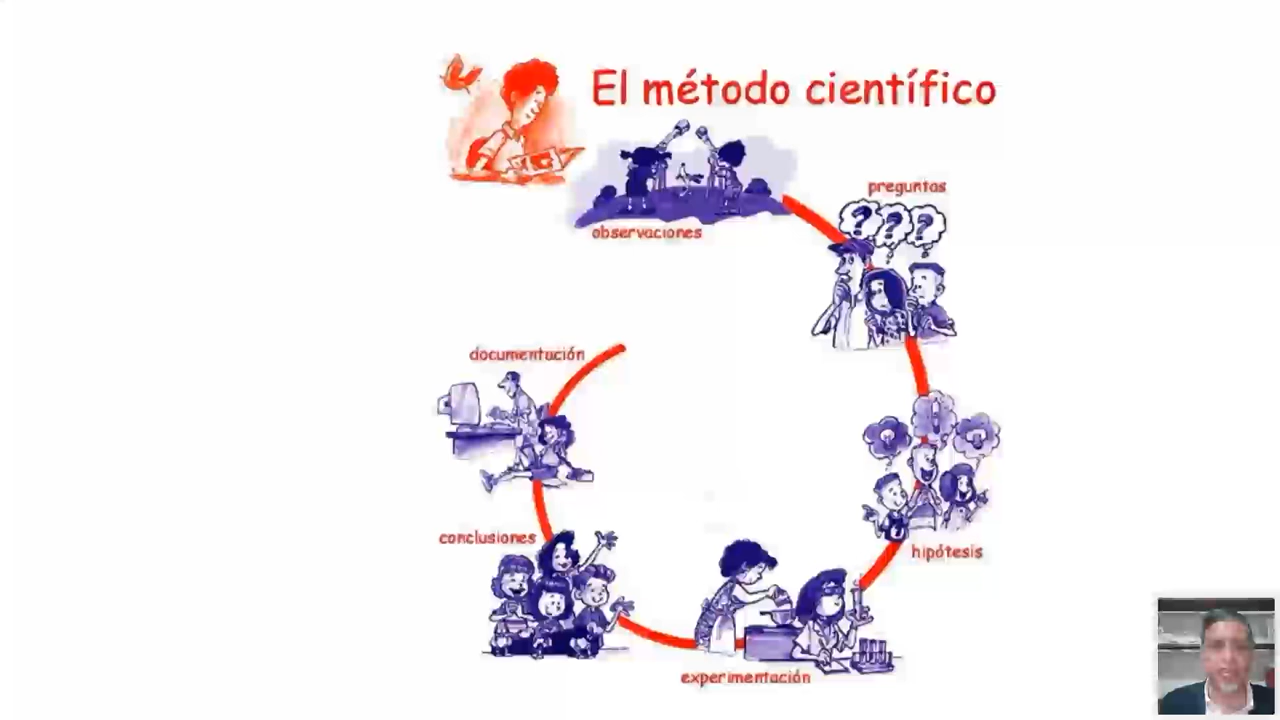 El método científico
observaciones
preguntas
? ? ?
hipótesis
experimentación
conclusiones
documentación